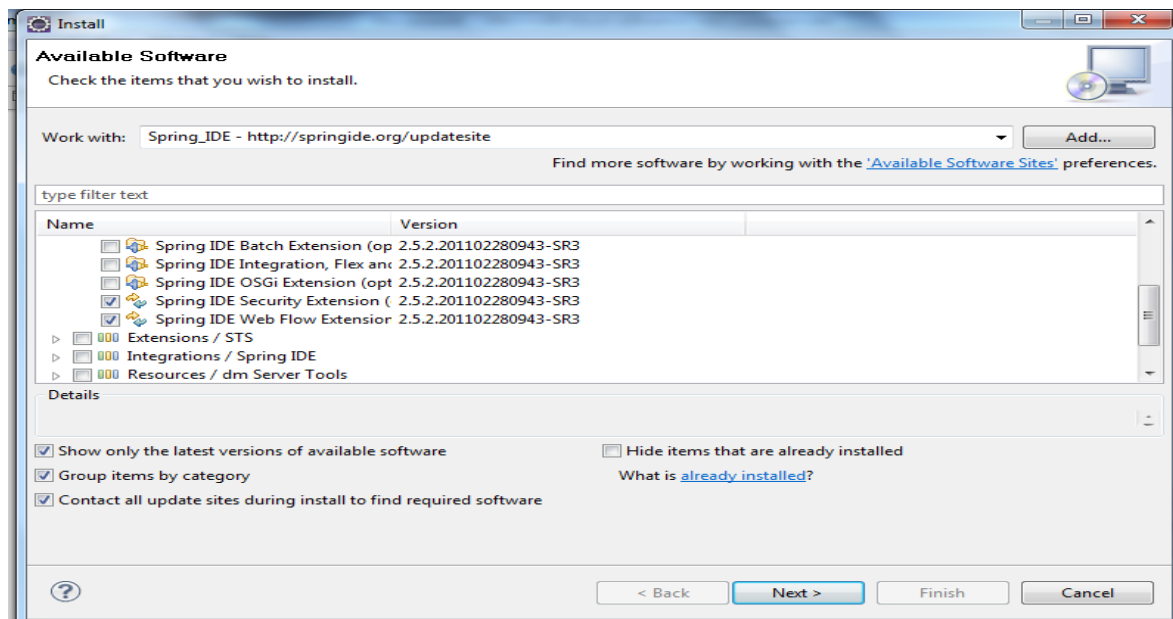 Install
Available Software
Check the items that you wish to install.
Work with: Spring_IDE - http://springide.org/updatesite Add...
Find more software by working with the 'Available Software Sites' preferences.
type filter text
Name Version
Spring IDE Batch Extension (op 2.5.2.201102280943-SR3
Spring IDE Integration, Flex and 2.5.2.201102280943-SR3
Spring IDE OSGi Extension (opt 2.5.2.201102280943-SR3
Spring IDE Security Extension ( 2.5.2.201102280943-SR3
Spring IDE Web Flow Extension 2.5.2.201102280943-SR3
Extensions / STS
Integrations / Spring IDE
Resources / dm Server Tools
Details
Show only the latest versions of available software Hide items that are already installed
Group items by category What is already installed?
Contact all update sites during install to find required software
? < Back Next > Finish Cancel